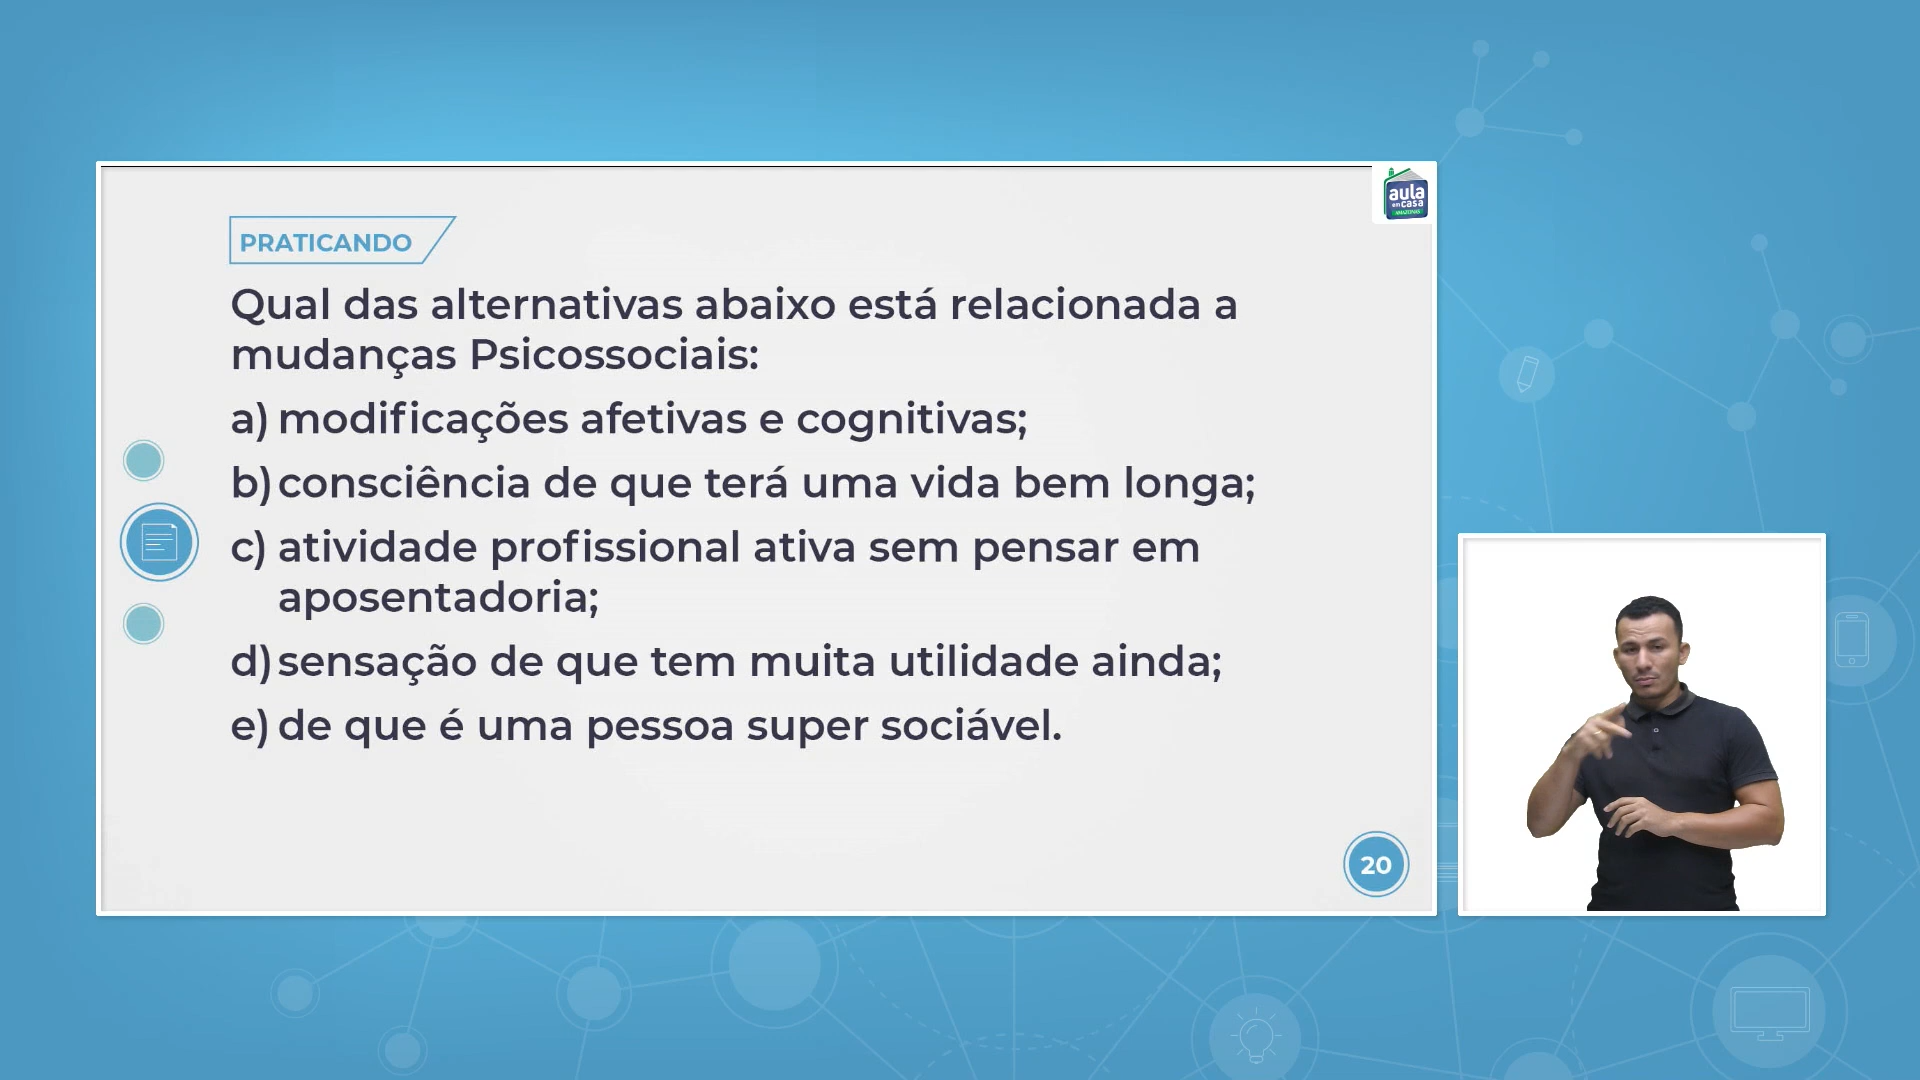 aula
em casa
AMAZONAS
PRATICANDO
Qual das alternativas abaixo está relacionada a
mudanças Psicossociais:
a) modificações afetivas e cognitivas;
b) consciência de que terá uma vida bem longa;
c) atividade profissional ativa sem pensar em
aposentadoria;
d) sensação de que tem muita utilidade ainda;
e) de que é uma pessoa super sociável.
20